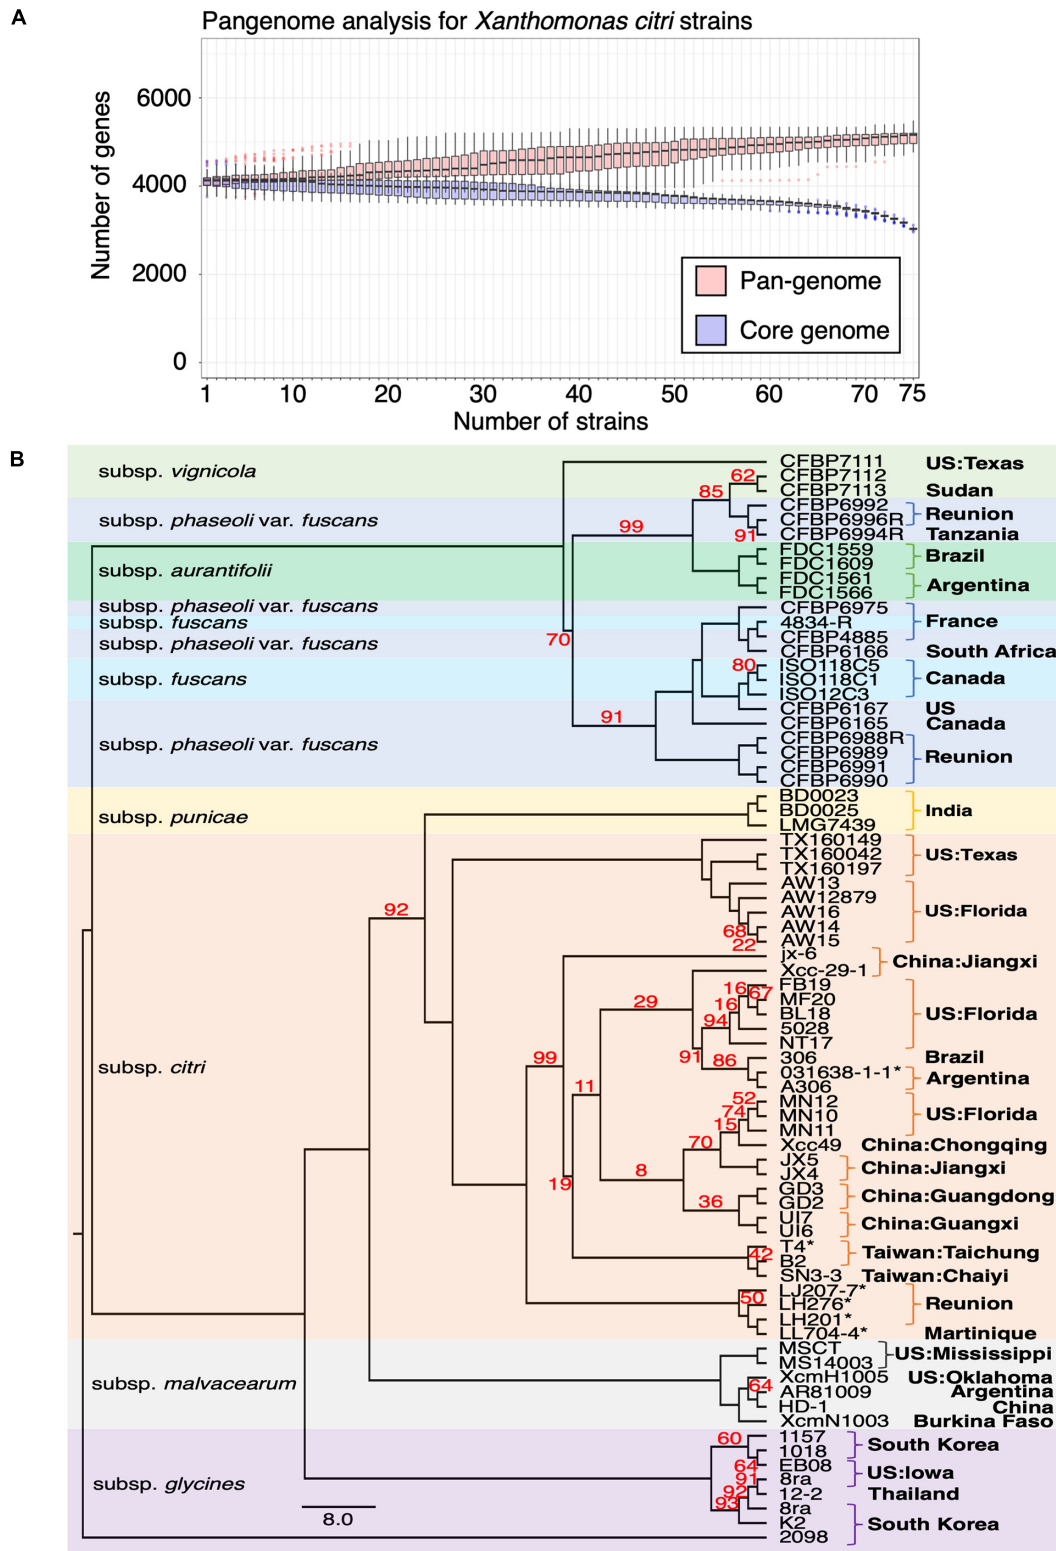 A
Pangenome analysis for Xanthomonas citri strains
Number of genes
6000
4000
2000
0
Pan-genome
Core genome
1 10 20 30 40 50 60 70 75
Number of strains
B
subsp. vignicola
subsp. phaseoli var. fuscans
subsp. aurantifolii
subsp. phaseoli var. fuscans
subsp. fuscans
subsp. phaseoli var. fuscans
subsp. fuscans
subsp. phaseoli var. fuscans
subsp. punicae
subsp. citri
subsp. malvacearum
subsp. glycines
8.0
CFBP7111 US:Texas
62 CFBP7112
85 CFBP7113 Sudan
CFBP6992
99 CFBP6996R Reunion
91 CFBP6994R Tanzania
FDC1559 Brazil
FDC1609
FDC1561 Argentina
FDC1566
CFBP6975
4834-R France
70 CFBP4885
CFBP6166 South Africa
80 ISO118C5
ISO118C1 Canada
ISO12C3
CFBP6167 US
91 CFBP6165 Canada
CFBP6988R
CFBP6989 Reunion
CFBP6991
CFBP6990
BD0023
BD0025 India
LMG7439
TX160149
TX160042 US:Texas
TX160197
AW13
AW12879
92 AW16 US:Florida
68 AW14
22 AW15
jx-6 China:Jiangxi
Xcc-29-1
16 67 FB19
29 16 MF20
BL18 US:Florida
94 5028
NT17
99 91 86 306 Brazil
031638-1-1* Argentina
11 A306
52 MN12
74 MN10 US:Florida
15 MN11
70 Xcc49 China:Chongqing
8 JX5 China:Jiangxi
JX4
19 GD3 China:Guangdong
36 GD2
UI7 China:Guangxi
UI6
T4* Taiwan:Taichung
42 B2
SN3-3 Taiwan:Chaiyi
LJ207-7*
50 LH276* Reunion
LH201*
LL704-4* Martinique
MSCT US:Mississippi
MS14003
XcmH1005 US:Oklahoma
64 AR81009 Argentina
HD-1 China
XcmN1003 Burkina Faso
60 1157 South Korea
1018
64 EB08 US:Iowa
91 8ra
92 12-2 Thailand
93 8ra
K2 South Korea
2098